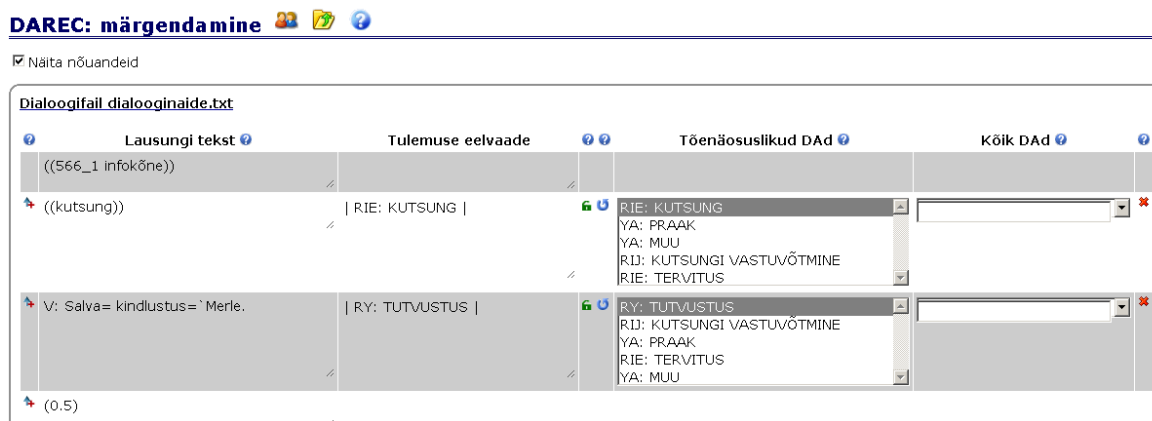 DAREC: märgendamine
Näita nõuandeid
Dialoogifail dialooginaide.txt
Lausungi tekst Tulemuse eelvaade Tõenäosuslikud DAd Kõik DAd
((566_1 infokõne))
((kutsung)) | RIE: KUTSUNG | RIE: KUTSUNG
YA: PRAAK
YA: MUU
RIJ: KUTSUNGI VASTUVÕTMINE
RIE: TERVITUS
V: Salva= kindlustus=`Merle. | RY: TUTVUSTUS | RY: TUTVUSTUS
RIJ: KUTSUNGI VASTUVÕTMINE
YA: PRAAK
RIE: TERVITUS
YA: MUU
(0.5)